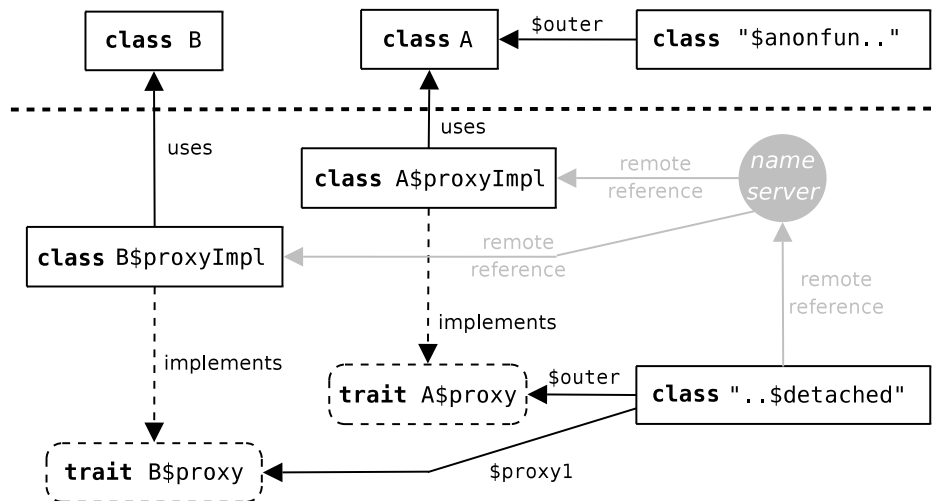 class B
class A
$outer
class "$anonfun.."
uses
uses
class A$proxyImpl
remote
reference
name
server
class B$proxyImpl
remote
reference
remote
reference
implements
implements
trait A$proxy
$outer
class "..$detached"
trait B$proxy
$proxy1